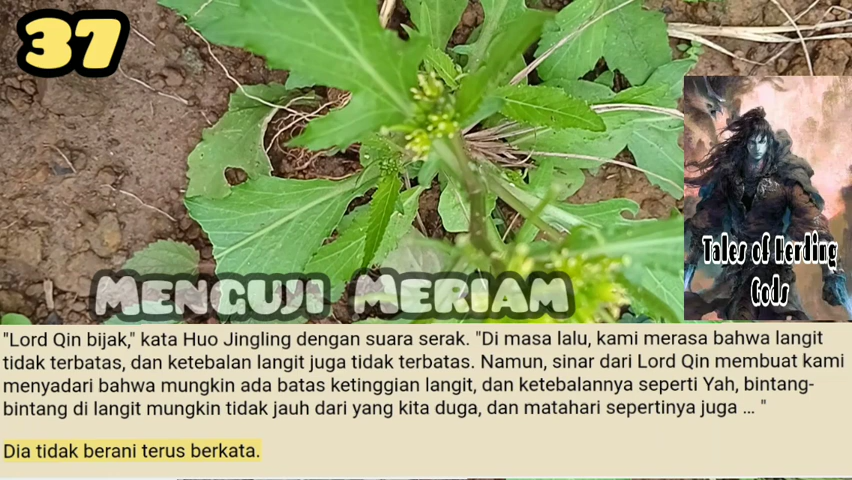 37
Tales of Herding
Gods
MENGUJI MERIAM
"Lord Qin bijak," kata Huo Jingling dengan suara serak. "Di masa lalu, kami merasa bahwa langit
tidak terbatas, dan ketebalan langit juga tidak terbatas. Namun, sinar dari Lord Qin membuat kami
menyadari bahwa mungkin ada batas ketinggian langit, dan ketebalannya seperti Yah, bintang-
bintang di langit mungkin tidak jauh dari yang kita duga, dan matahari sepertinya juga ... "
Dia tidak berani terus berkata.